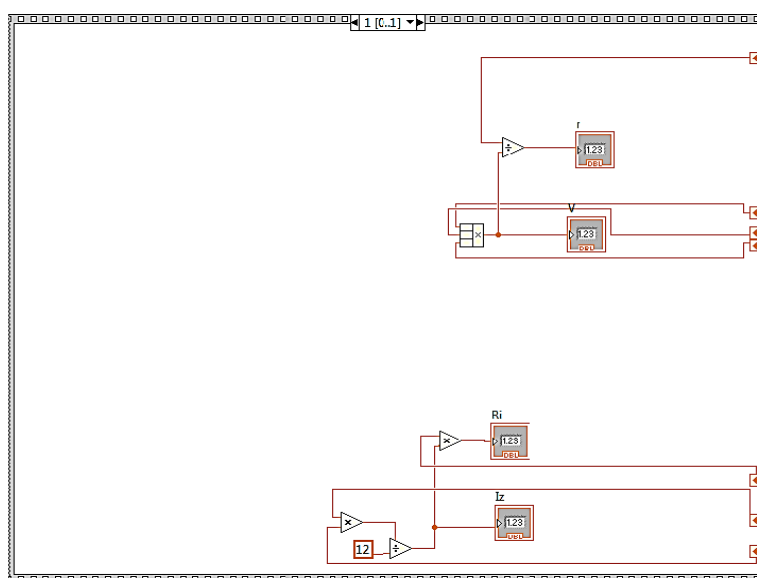 1 [0..1]
r
1.23
DBL
V
×
1.23
DBL
÷
Ri
×
1.23
DBL
Iz
×
1.23
DBL
12
÷